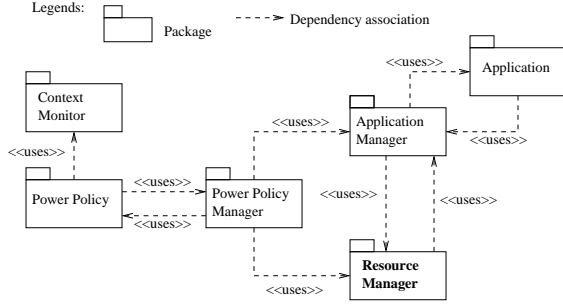 Legends:
Package
Dependency association
<<uses>>
Application
Context
Monitor
<<uses>>
Application
Manager
<<uses>>
<<uses>>
Power Policy
<<uses>>
Power Policy
Manager
<<uses>>
<<uses>>
<<uses>>
<<uses>>
Resource
Manager